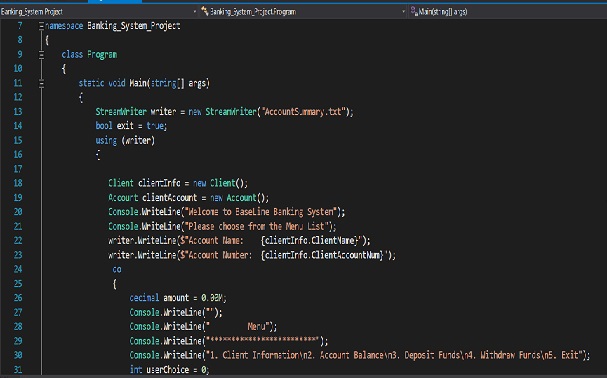 Banking_System Project Banking_System_Project.Program Main(string[] args)
7 namespace Banking_System_Project
8 {
9 class Program
10 {
11 static void Main(string[] args)
12 {
13 StreamWriter writer = new StreamWriter("AccountSummary.txt");
14 bool exit = true;
15 using (writer)
16 {
17
18 Client clientInfo = new Client();
19 Account clientAccount = new Account();
20 Console.WriteLine("Welcome to BaseLine Banking System");
21 Console.WriteLine("Please choose from the Menu List");
22 writer.WriteLine($"Account Name: {clientInfo.ClientName}");
23 writer.WriteLine($"Account Number: {clientInfo.ClientAccountNum}");
24 do
25 {
26 decimal amount = 0.00M;
27 Console.WriteLine("");
28 Console.WriteLine(" Menu");
29 Console.WriteLine("*************************");
30 Console.WriteLine("1. Client Information\n2. Account Balance\n3. Deposit Funds\n4. Withdraw Funds\n5. Exit");
31 int userChoice = 0;